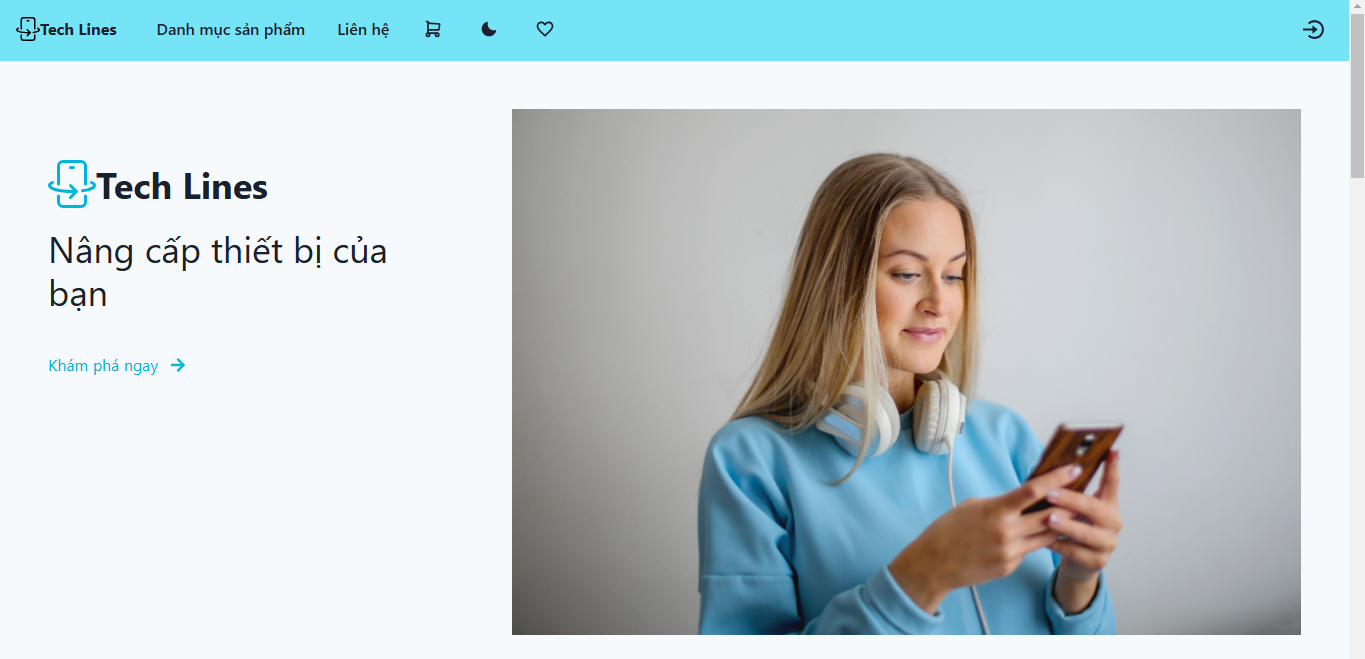 Tech Lines Danh mục sản phẩm Liên hệ
Tech Lines
Nâng cấp thiết bị của
bạn
Khám phá ngay